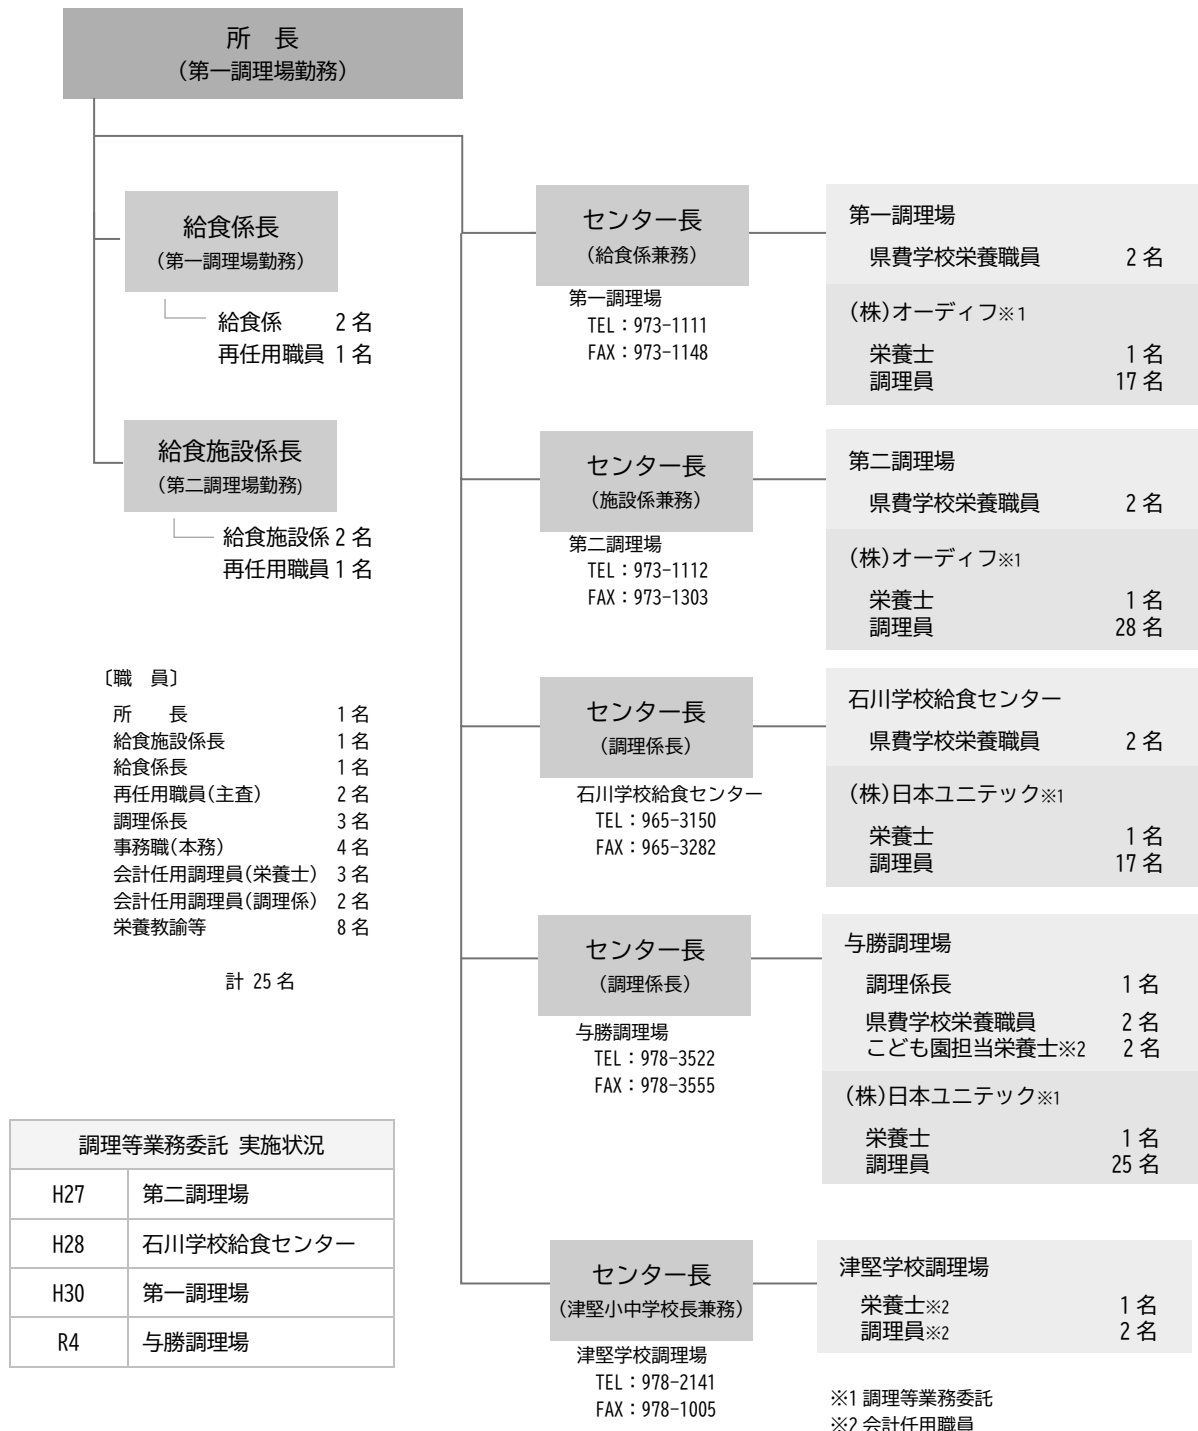 所　長
（第一調理場勤務）
給食係長
（第一調理場勤務）
給食係 2 名
再任用職員 1 名
給食施設係長
（第二調理場勤務)
給食施設係 2 名
再任用職員 1 名
〔職　員〕
所　　長 1 名
給食施設係長 1 名
給食係長 1 名
再任用職員(主査) 2 名
調理係長 3 名
事務職(本務) 4 名
会計任用調理員(栄養士) 3 名
会計任用調理員(調理係) 2 名
栄養教諭等 8 名
計 25 名
調理等業務委託 実施状況
H27 第二調理場
H28 石川学校給食センター
H30 第一調理場
R4 与勝調理場
センター長
（給食係兼務）
第一調理場
TEL：973-1111
FAX：973-1148
第一調理場
県費学校栄養職員 2 名
(株)オーディフ※1
栄養士 1 名
調理員 17 名
センター長
（施設係兼務）
第二調理場
TEL：973-1112
FAX：973-1303
第二調理場
県費学校栄養職員 2 名
(株)オーディフ※1
栄養士 1 名
調理員 28 名
センター長
（調理係長）
石川学校給食センター
TEL：965-3150
FAX：965-3282
石川学校給食センター
県費学校栄養職員 2 名
(株)日本ユニテック※1
栄養士 1 名
調理員 17 名
センター長
（調理係長）
与勝調理場
TEL：978-3522
FAX：978-3555
与勝調理場
調理係長 1 名
県費学校栄養職員 2 名
こども園担当栄養士※2 2 名
(株)日本ユニテック※1
栄養士 1 名
調理員 25 名
センター長
（津堅小中学校長兼務）
津堅学校調理場
TEL：978-2141
FAX：978-1005
津堅学校調理場
栄養士※2 1 名
調理員※2 2 名
※1 調理等業務委託
※2 会計任用職員